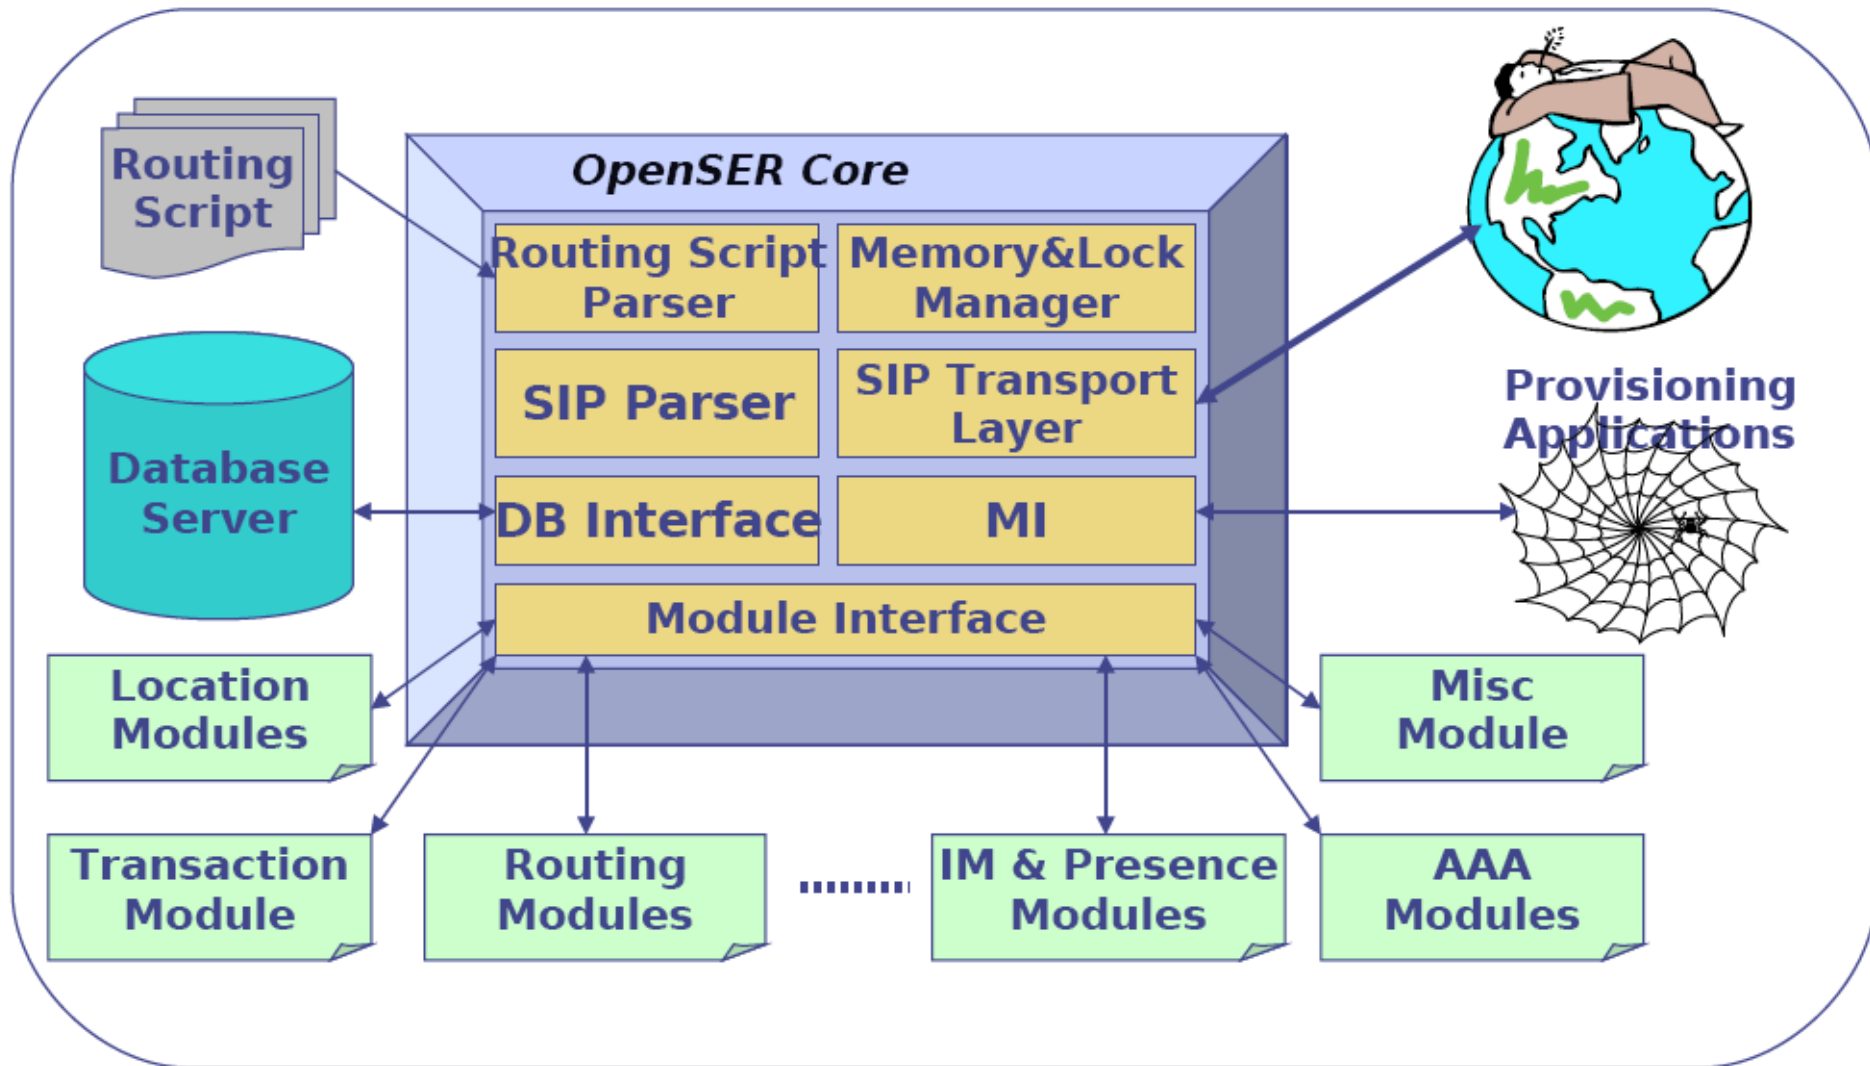 OpenSER Core
Routing
Script
Routing Script
Parser
Memory&Lock
Manager
SIP Parser
SIP Transport
Layer
Provisioning
Applications
Database
Server
DB Interface
MI
Module Interface
Location
Modules
Misc
Module
Transaction
Module
Routing
Modules
IM & Presence
Modules
AAA
Modules